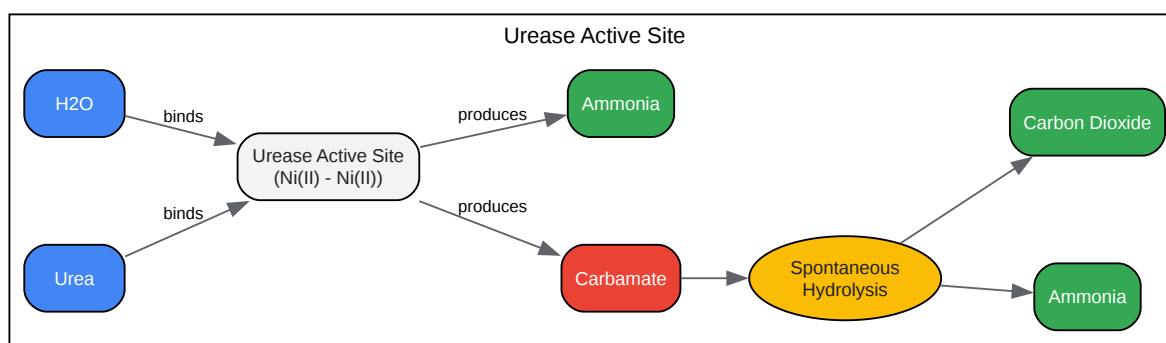 Urease Active Site
H2O
binds
Urease Active Site
(Ni(II) - Ni(II))
binds
Urea
produces
Ammonia
produces
Carbamate
Spontaneous
Hydrolysis
Carbon Dioxide
Ammonia